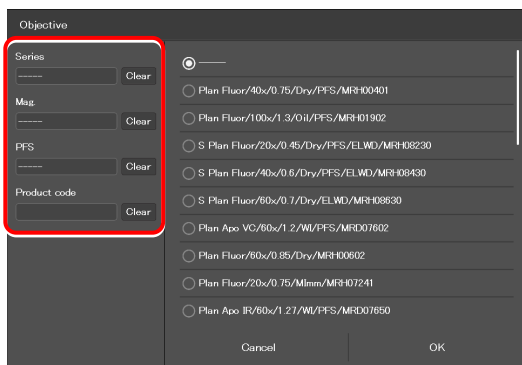 Objective
Series
----- Clear
Mag.
----- Clear
PFS
----- Clear
Product code
Clear
-----
Plan Fluor/40x/0.75/Dry/PFS/MRH00401
Plan Fluor/100x/1.3/Oil/PFS/MRH01902
S Plan Fluor/20x/0.45/Dry/PFS/ELWD/MRH08230
S Plan Fluor/40x/0.6/Dry/PFS/ELWD/MRH08430
S Plan Fluor/60x/0.7/Dry/ELWD/MRH08630
Plan Apo VC/60x/1.2/WI/PFS/MRD07602
Plan Fluor/60x/0.85/Dry/MRH00602
Plan Fluor/20x/0.75/MImm/MRH07241
Plan Apo IR/60x/1.27/WI/PFS/MRD07650
Cancel OK